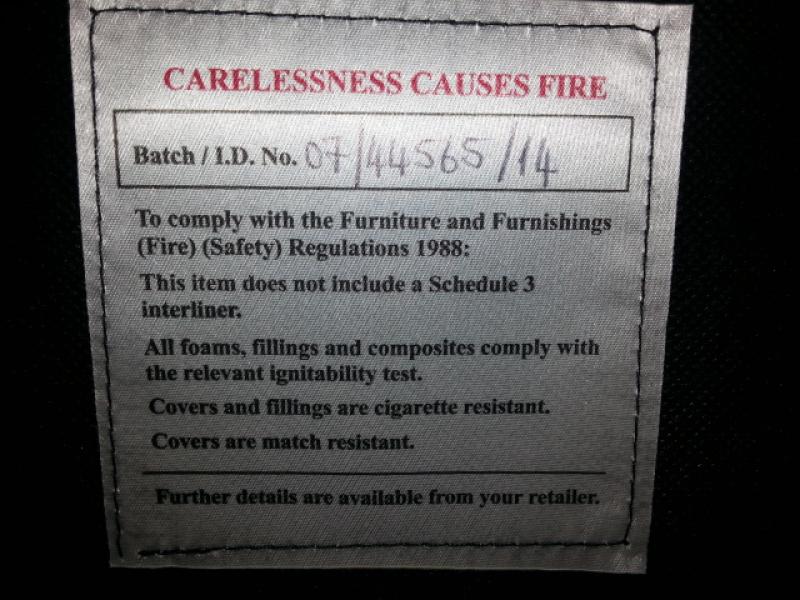 CARELESSNESS CAUSES FIRE
Batch / I.D. No. 07/44565/14
To comply with the Furniture and Furnishings
(Fire) (Safety) Regulations 1988:
This item does not include a Schedule 3
interliner.
All foams, fillings and composites comply with
the relevant ignitability test.
Covers and fillings are cigarette resistant.
Covers are match resistant.
Further details are available from your retailer.